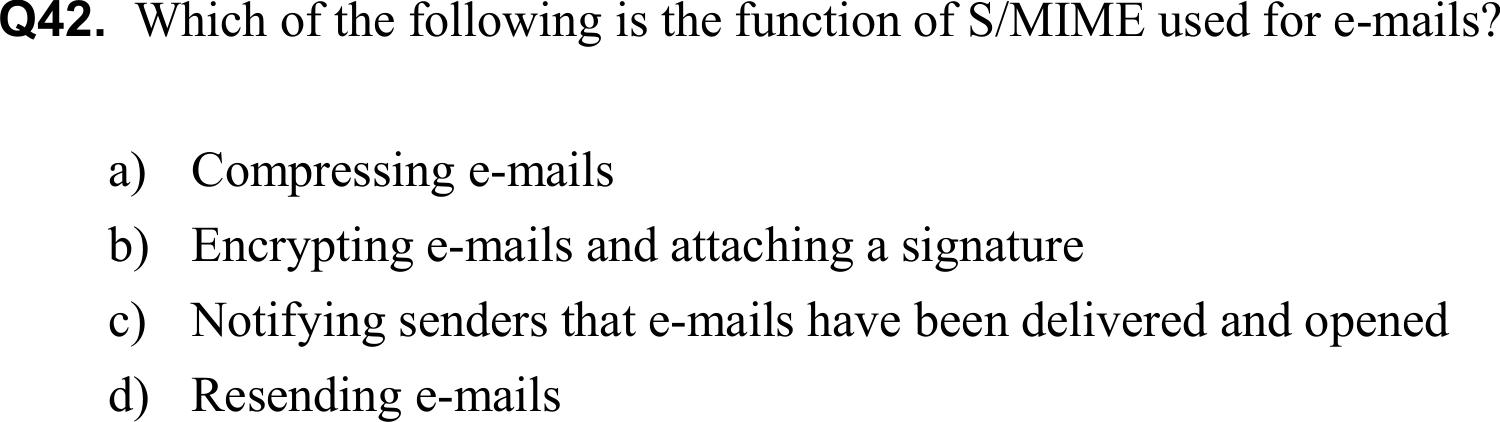 Q42. Which of the following is the function of S/MIME used for e-mails?
a) Compressing e-mails
b) Encrypting e-mails and attaching a signature
c) Notifying senders that e-mails have been delivered and opened
d) Resending e-mails